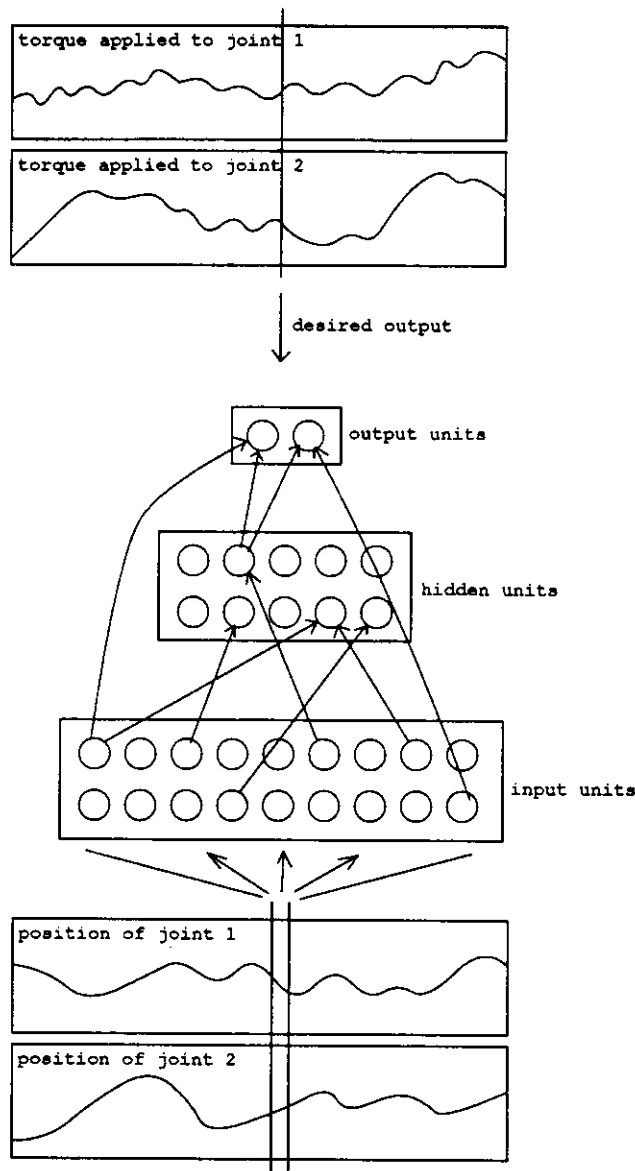 torque applied to joint 1
torque applied to joint 2
desired output
output units
hidden units
input units
position of joint 1
position of joint 2